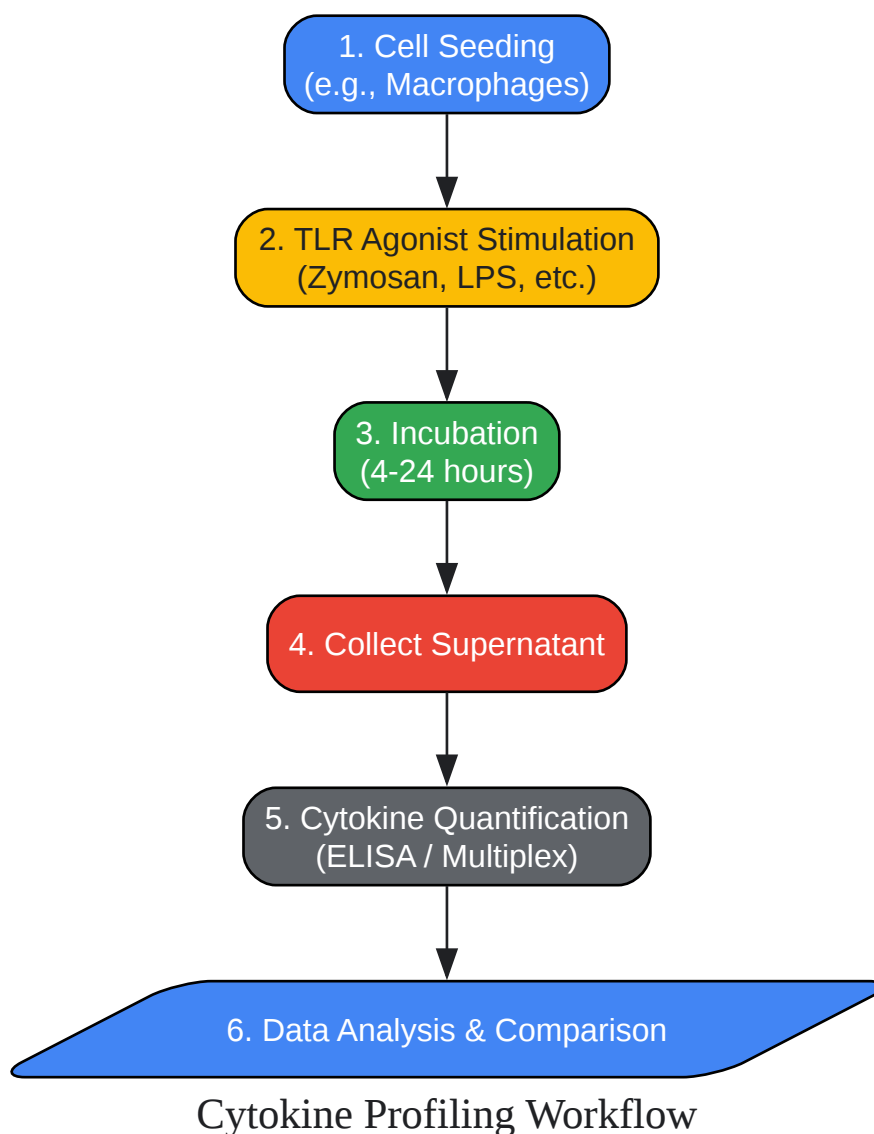 1. Cell Seeding
(e.g., Macrophages)
2. TLR Agonist Stimulation
(Zymosan, LPS, etc.)
3. Incubation
(4-24 hours)
4. Collect Supernatant
5. Cytokine Quantification
(ELISA / Multiplex)
6. Data Analysis & Comparison
Cytokine Profiling Workflow